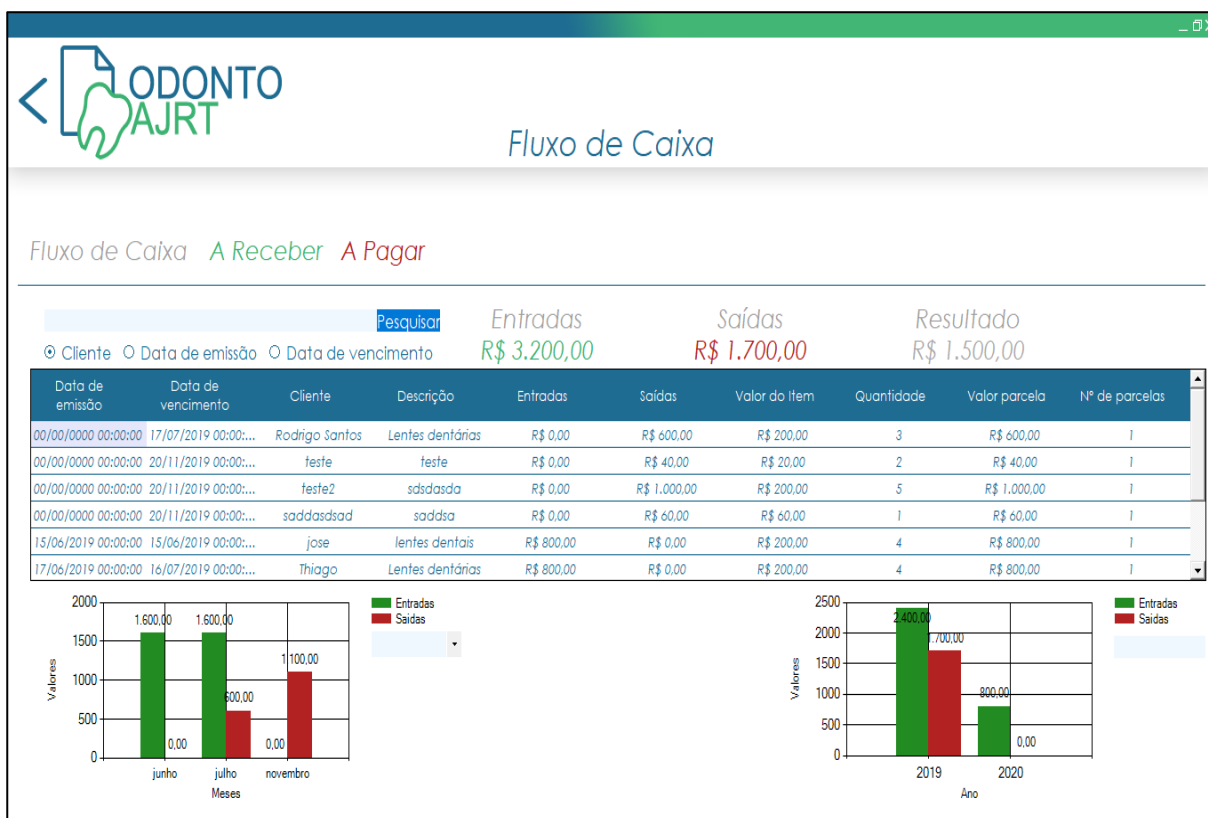 ODONTO
AJRT
Fluxo de Caixa
Fluxo de Caixa A Receber A Pagar
Pesquisar
Cliente Data de emissão Data de vencimento
Entradas Saídas Resultado
R$ 3.200,00 R$ 1.700,00 R$ 1.500,00
Data de emissão Data de vencimento Cliente Descrição Entradas Saídas Valor do Item Quantidade Valor parcela Nº de parcelas
00/00/0000 00:00:00 17/07/2019 00:00:... Rodrigo Santos Lentes dentárias R$ 0,00 R$ 600,00 R$ 200,00 3 R$ 600,00 1
00/00/0000 00:00:00 20/11/2019 00:00:... teste teste R$ 0,00 R$ 40,00 R$ 20,00 2 R$ 40,00 1
00/00/0000 00:00:00 20/11/2019 00:00:... teste2 sdsdasda R$ 0,00 R$ 1.000,00 R$ 200,00 5 R$ 1.000,00 1
00/00/0000 00:00:00 20/11/2019 00:00:... saddasdsad saddsa R$ 0,00 R$ 60,00 R$ 60,00 1 R$ 60,00 1
15/06/2019 00:00:00 15/06/2019 00:00:... jose lentes dentais R$ 800,00 R$ 0,00 R$ 200,00 4 R$ 800,00 1
17/06/2019 00:00:00 16/07/2019 00:00:... Thiago Lentes dentárias R$ 800,00 R$ 0,00 R$ 200,00 4 R$ 800,00 1
2000
1500
1000
500
0
Valores
1.600,00 1.600,00
1.100,00
600,00
0,00 0,00
junho julho novembro
Meses
Entradas
Saidas
2500
2000
1500
1000
500
0
Valores
2.400,00
1.700,00
800,00
0,00
2019 2020
Ano
Entradas
Saidas